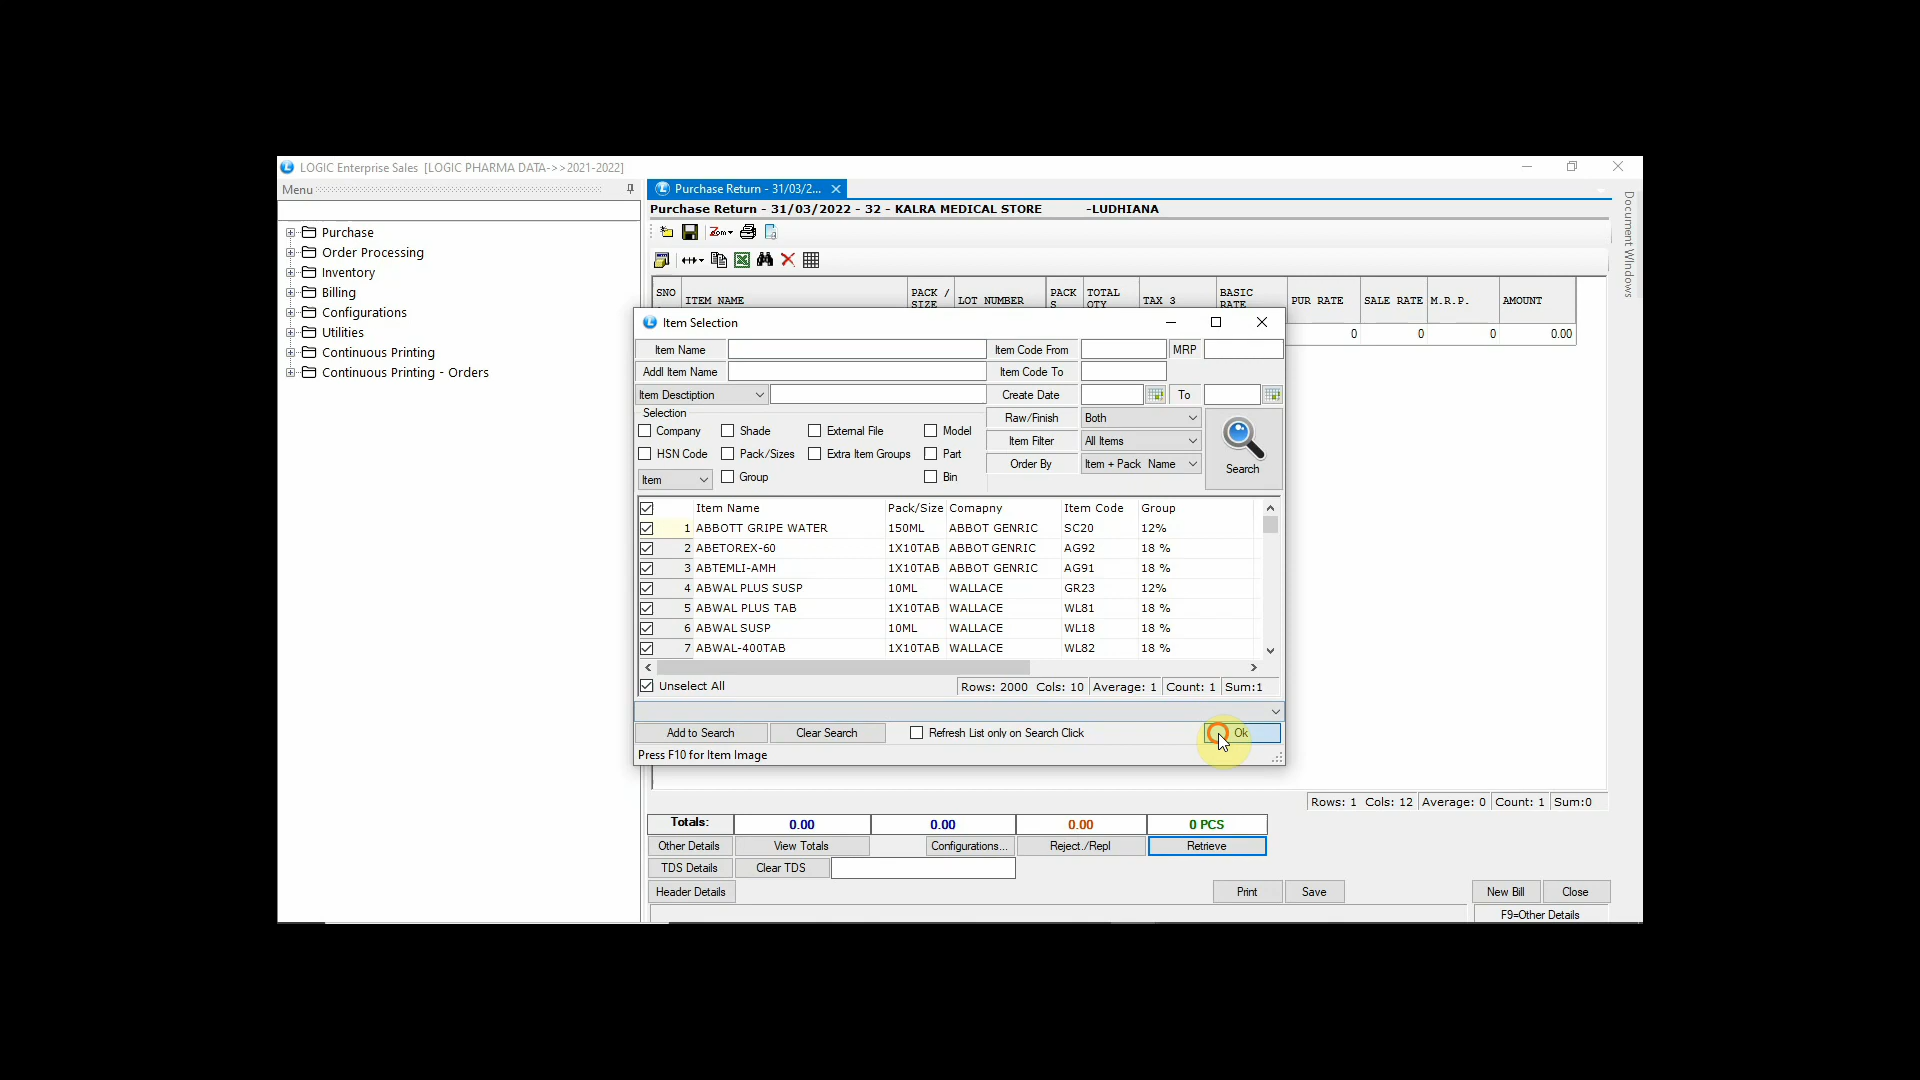 LOGIC Enterprise Sales [LOGIC PHARMA DATA->>2021-2022]
Menu
Purchase
Order Processing
Inventory
Billing
Configurations
Utilities
Continuous Printing
Continuous Printing - Orders
Purchase Return - 31/03/2...
Document Windows
Purchase Return - 31/03/2022 - 32 - KALRA MEDICAL STORE -LUDHIANA
SNO ITEM NAME PACK / SIZE LOT NUMBER PACK S TOTAL QTY TAX 3 BASIC RATE PUR RATE SALE RATE M.R.P. AMOUNT
0 0 0 0.00
Item Selection
Item Name Item Code From MRP
Addl Item Name Item Code To
Item Desctiption Create Date To
Selection Raw/Finish Both
Company Shade External File Model Item Filter All Items
HSN Code Pack/Sizes Extra Item Groups Part Order By Item + Pack Name Search
Item Group Bin
Item Name Pack/Size Comapny Item Code Group
1 ABBOTT GRIPE WATER 150ML ABBOT GENRIC SC20 12%
2 ABETOREX-60 1X10TAB ABBOT GENRIC AG92 18 %
3 ABTEMLI-AMH 1X10TAB ABBOT GENRIC AG91 18 %
4 ABWAL PLUS SUSP 10ML WALLACE GR23 12%
5 ABWAL PLUS TAB 1X10TAB WALLACE WL81 18 %
6 ABWAL SUSP 10ML WALLACE WL18 18 %
7 ABWAL-400TAB 1X10TAB WALLACE WL82 18 %
Unselect All Rows: 2000 Cols: 10 Average: 1 Count: 1 Sum:1
Add to Search Clear Search Refresh List only on Search Click Ok
Press F10 for Item Image
Rows: 1 Cols: 12 Average: 0 Count: 1 Sum:0
Totals: 0.00 0.00 0.00 0 PCS
Other Details View Totals Configurations... Reject./Repl Retrieve
TDS Details Clear TDS
Header Details Print Save New Bill Close
F9=Other Details